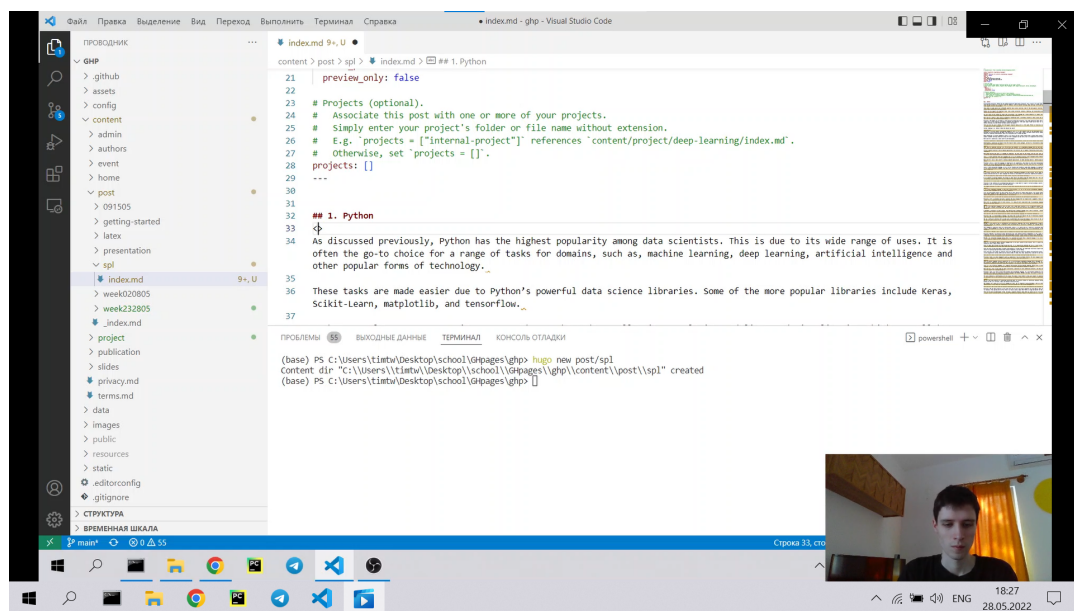 Файл Правка Выделение Вид Переход Выполнить Терминал Справка
● index.md - ghp - Visual Studio Code
ПРОВОДНИК
GHP
.github
assets
config
content
admin
authors
event
home
post
091505
getting-started
latex
presentation
spl
index.md 9+, U
week020805
week232805
_index.md
project
publication
slides
privacy.md
terms.md
data
images
public
resources
static
.editorconfig
.gitignore
СТРУКТУРА
ВРЕМЕННАЯ ШКАЛА
index.md 9+, U ●
content > post > spl > index.md > ## 1. Python
21 preview_only: false
22
23 # Projects (optional).
24 # Associate this post with one or more of your projects.
25 # Simply enter your project's folder or file name without extension.
26 # E.g. `projects = ["internal-project"]` references `content/project/deep-learning/index.md`.
27 # Otherwise, set `projects = []`.
28 projects: []
29 ---
30
31
32 ## 1. Python
33
34 As discussed previously, Python has the highest popularity among data scientists. This is due to its wide range of uses. It is
often the go-to choice for a range of tasks for domains, such as, machine learning, deep learning, artificial intelligence and
other popular forms of technology.
35
36 These tasks are made easier due to Python’s powerful data science libraries. Some of the more popular libraries include Keras,
Scikit-Learn, matplotlib, and tensorflow.
37
ПРОБЛЕМЫ 55 ВЫХОДНЫЕ ДАННЫЕ ТЕРМИНАЛ КОНСОЛЬ ОТЛАДКИ
powershell
(base) PS C:\Users\timtw\Desktop\school\GHpages\ghp> hugo new post/spl
Content dir "C:\\Users\\timtw\\Desktop\\school\\GHpages\\ghp\\content\\post\\spl" created
(base) PS C:\Users\timtw\Desktop\school\GHpages\ghp>
main* 0 55
Строка 33, сто
ENG
18:27
28.05.2022